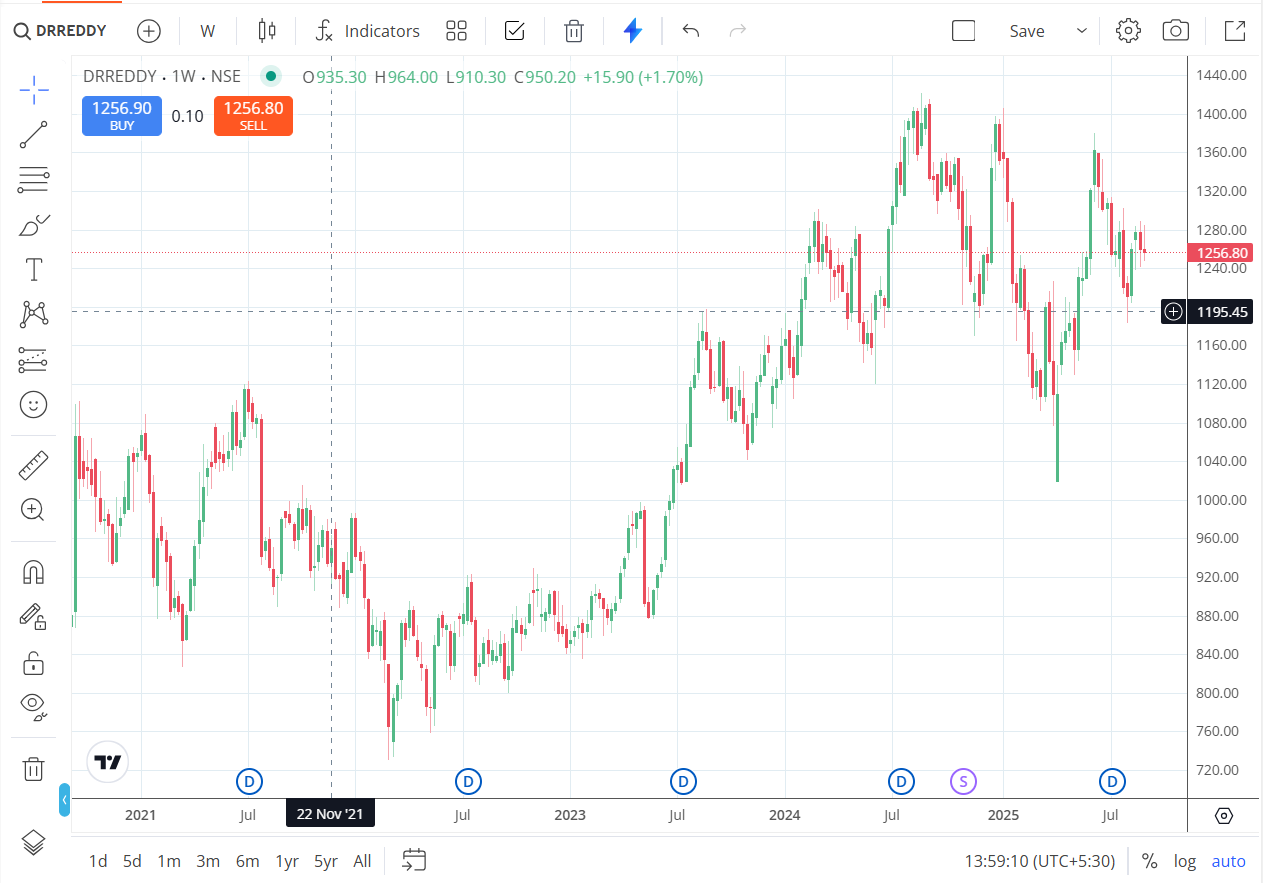 DRREDDY W Indicators Save
DRREDDY · 1W · NSE O935.30 H964.00 L910.30 C950.20 +15.90 (+1.70%)
1256.90 0.10 1256.80
BUY SELL
1440.00
1400.00
1360.00
1320.00
1280.00
1256.80
1240.00
1195.45
1160.00
1120.00
1080.00
1040.00
1000.00
960.00
920.00
880.00
840.00
800.00
760.00
720.00
D D D D S D
2021 Jul 22 Nov '21 Jul 2023 Jul 2024 Jul 2025 Jul
1d 5d 1m 3m 6m 1yr 5yr All 13:59:10 (UTC+5:30) % log auto